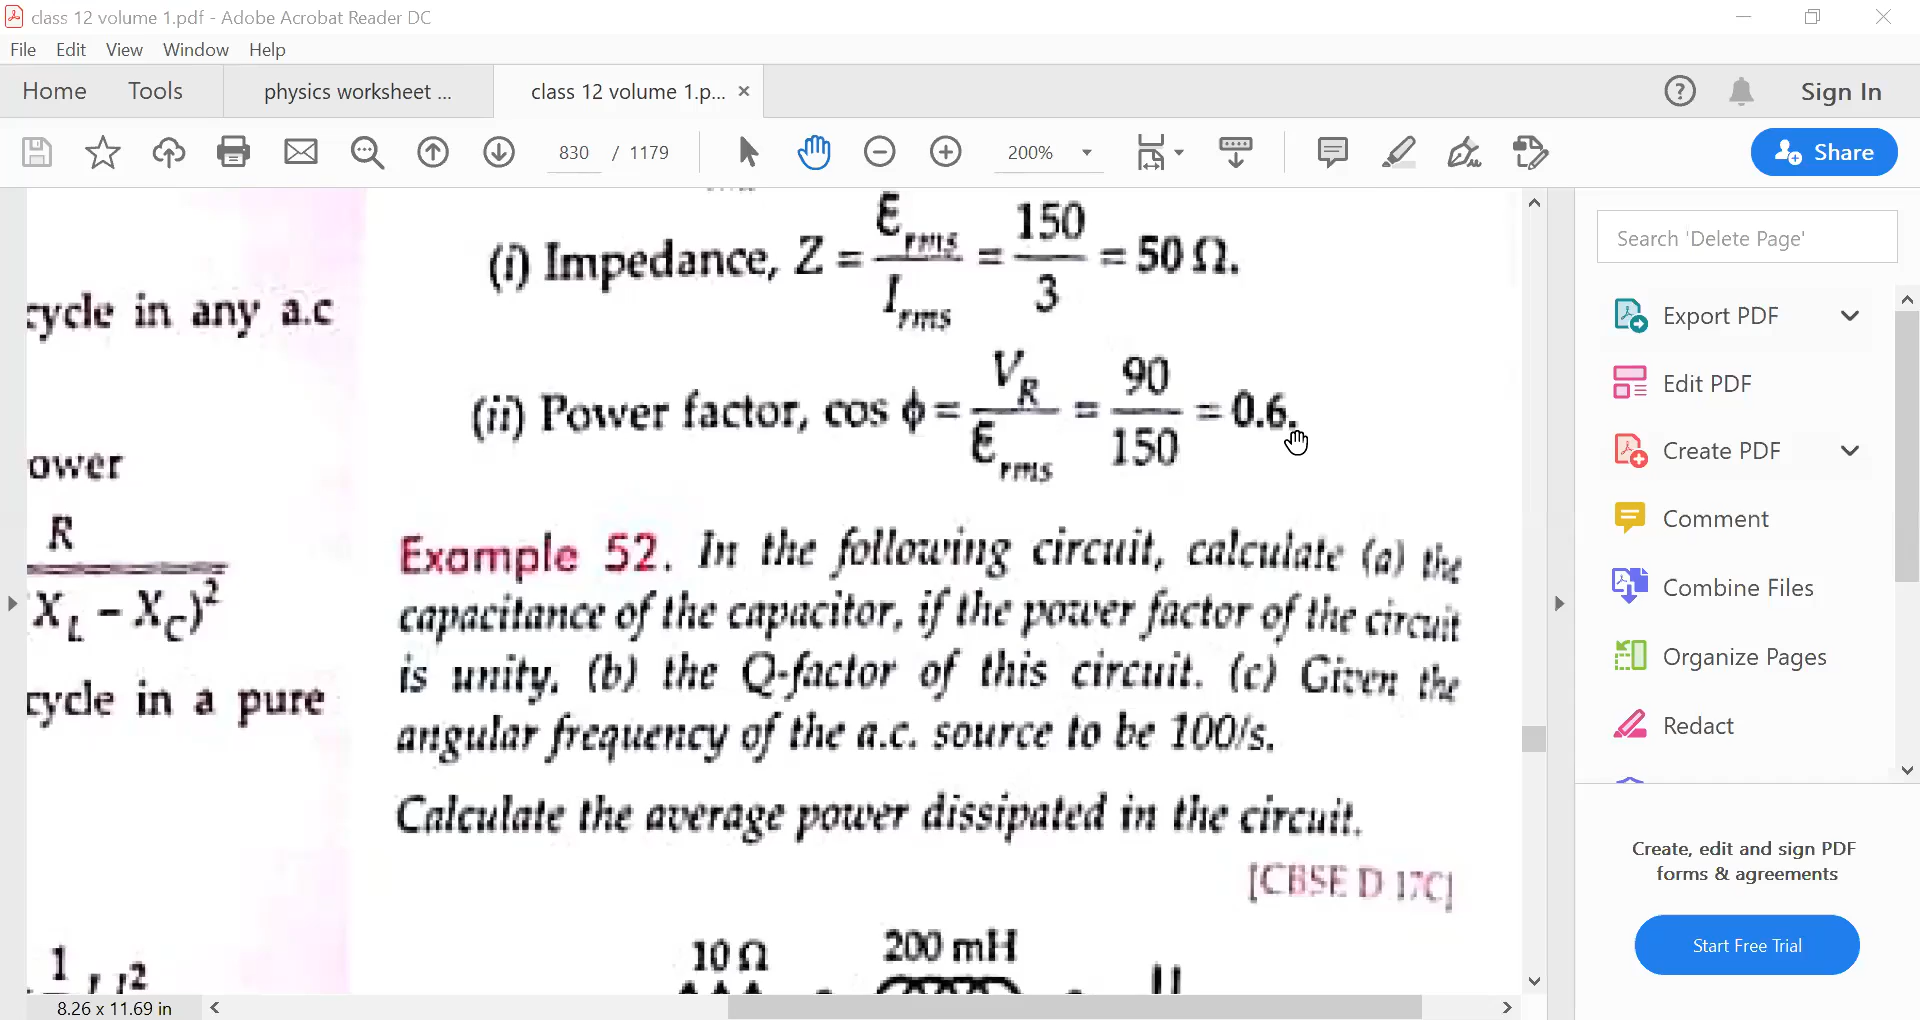 class 12 volume 1.pdf - Adobe Acrobat Reader DC
File Edit View Window Help
Home Tools physics worksheet ... class 12 volume 1.p... × Sign In
830 / 1179 200% Share
cycle in any a.c
ower
R
X_L – X_C)²
cycle in a pure
1
(i) Impedance, Z = ℰrms / Irms = 150 / 3 = 50 Ω.
(ii) Power factor, cos ϕ = V_R / ℰrms = 90 / 150 = 0.6.
Example 52. In the following circuit, calculate (a) the
capacitance of the capacitor, if the power factor of the circuit
is unity, (b) the Q-factor of this circuit. (c) Given the
angular frequency of the a.c. source to be 100/s.
Calculate the average power dissipated in the circuit.
[CBSE D 17C]
10 Ω 200 mH
8.26 x 11.69 in
Search 'Delete Page'
Export PDF
Edit PDF
Create PDF
Comment
Combine Files
Organize Pages
Redact
Create, edit and sign PDF
forms & agreements
Start Free Trial